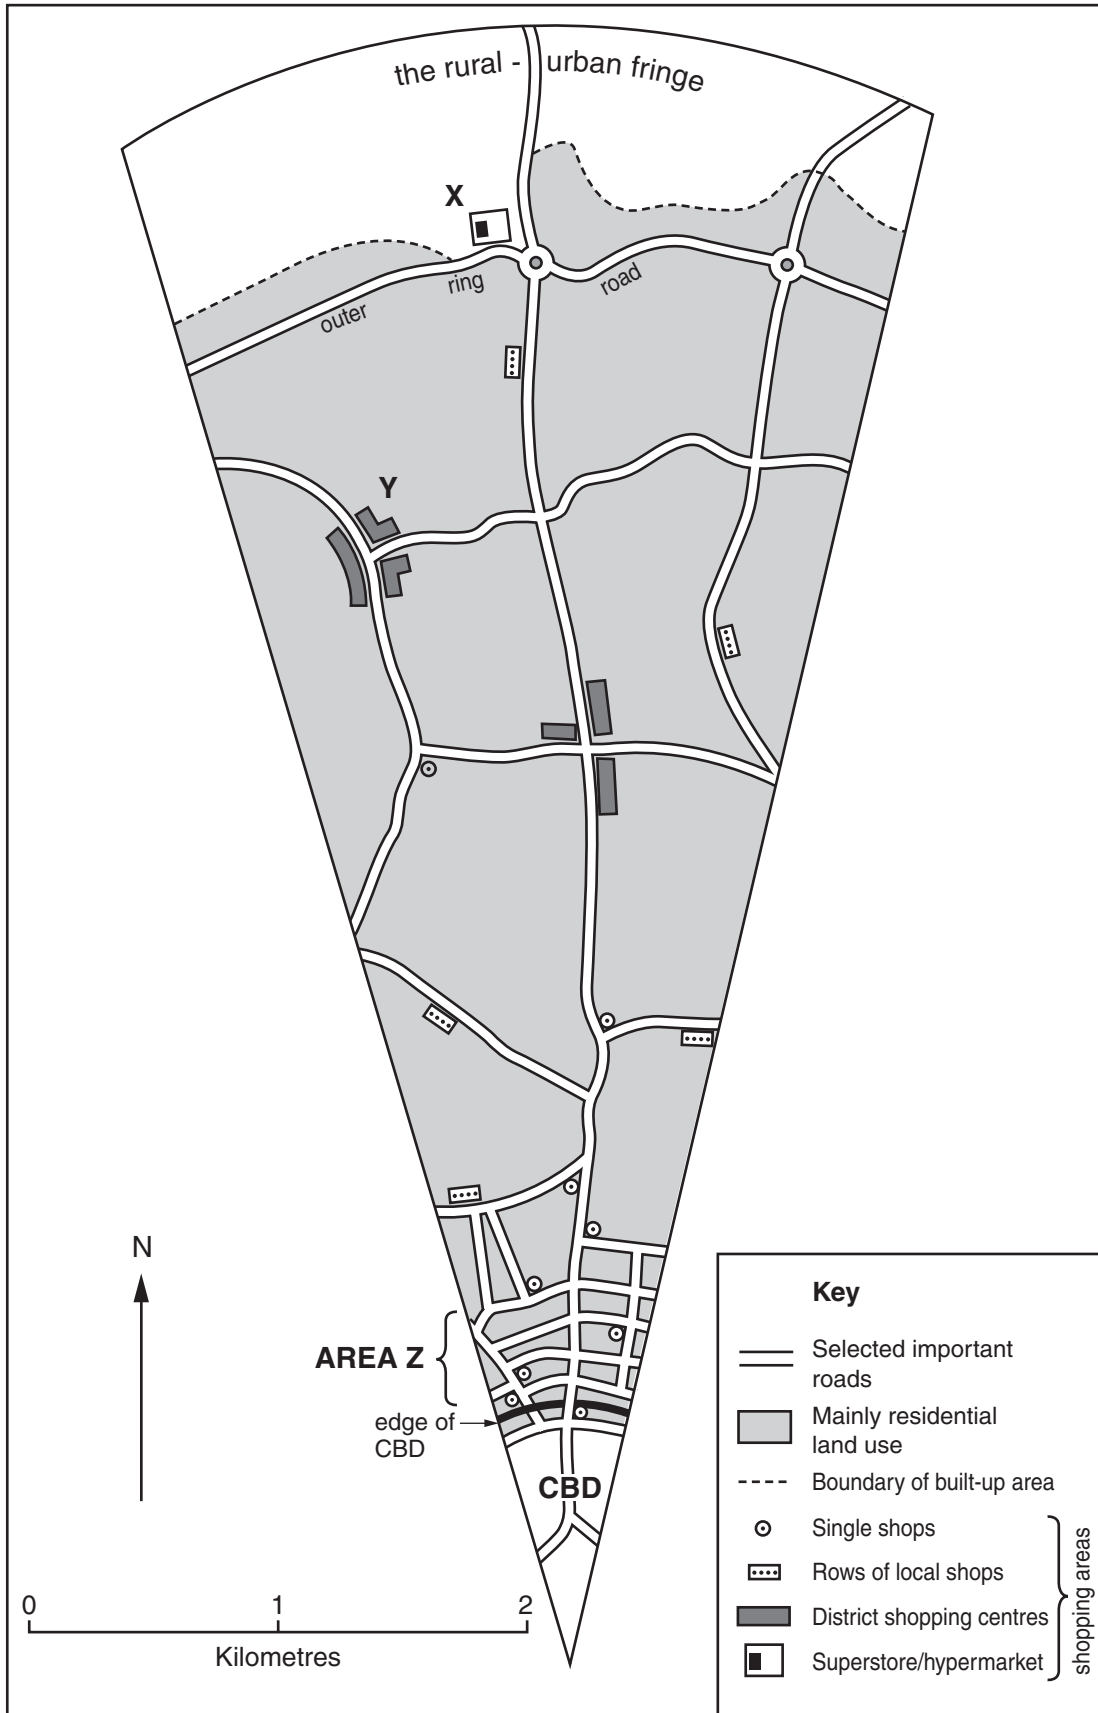 the rural - urban fringe
X
outer ring road
Y
N
AREA Z
edge of
CBD
CBD
0 1 2
Kilometres
Key
Selected important
roads
Mainly residential
land use
Boundary of built-up area
Single shops
Rows of local shops
District shopping centres
Superstore/hypermarket
shopping areas